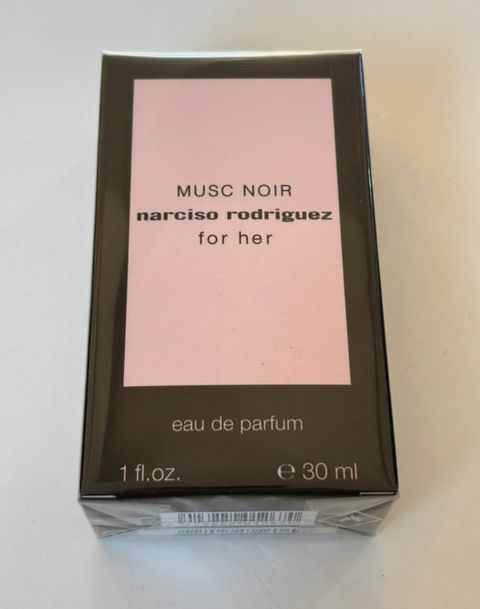 MUSC NOIR
narciso rodriguez
for her
eau de parfum
1 fl.oz. ℮ 30 ml